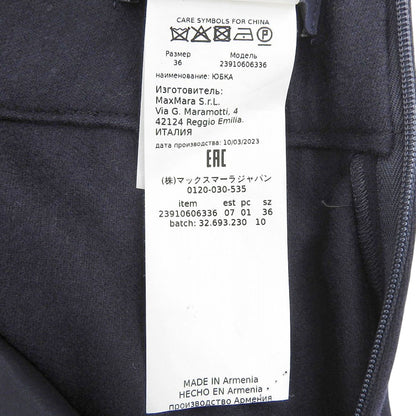 CARE SYMBOLS FOR CHINA
Размер Модель
36 23910606336
наименование: ЮБКА
Изготовитель:
MaxMara S.r.L.
Via G. Maramotti, 4
42124 Reggio Emilia.
ИТАЛИЯ
дата производства: 10/03/2023
EAC
(株)マックスマーラジャパン
0120-030-535
item est pc sz
23910606336 07 01 36
batch: 32.693.230 10
MADE IN Armenia
HECHO EN Armenia
производство Армения